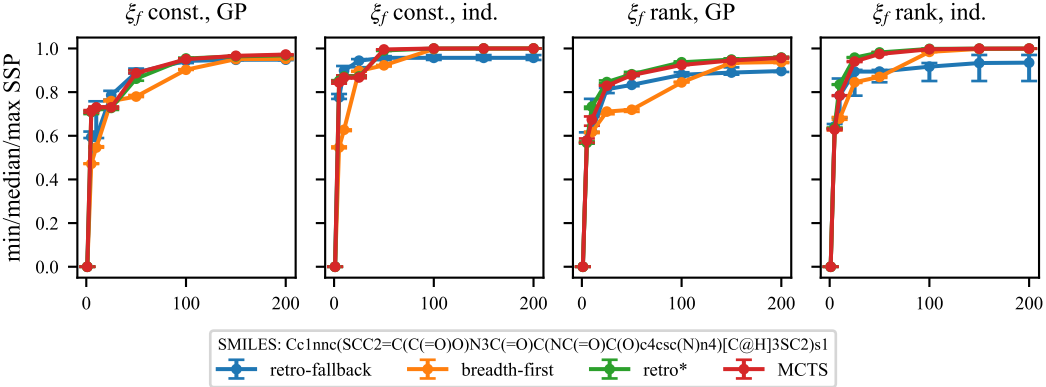 ξf const., GP
ξf const., ind.
ξf rank, GP
ξf rank, ind.
min/median/max SSP
1.0
0.8
0.6
0.4
0.2
0.0
0 100 200
0 100 200
0 100 200
0 100 200
SMILES: Cc1nnc(SCC2=C(C(=O)O)N3C(=O)C(NC(=O)C(O)c4csc(N)n4)[C@H]3SC2)s1
retro-fallback
breadth-first
retro*
MCTS